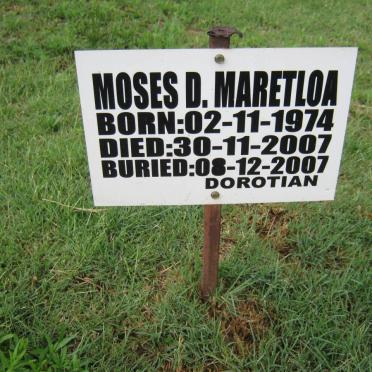 MOSES D. MARETLOA
BORN:02-11-1974
DIED:30-11-2007
BURIED:08-12-2007
DOROTIAN